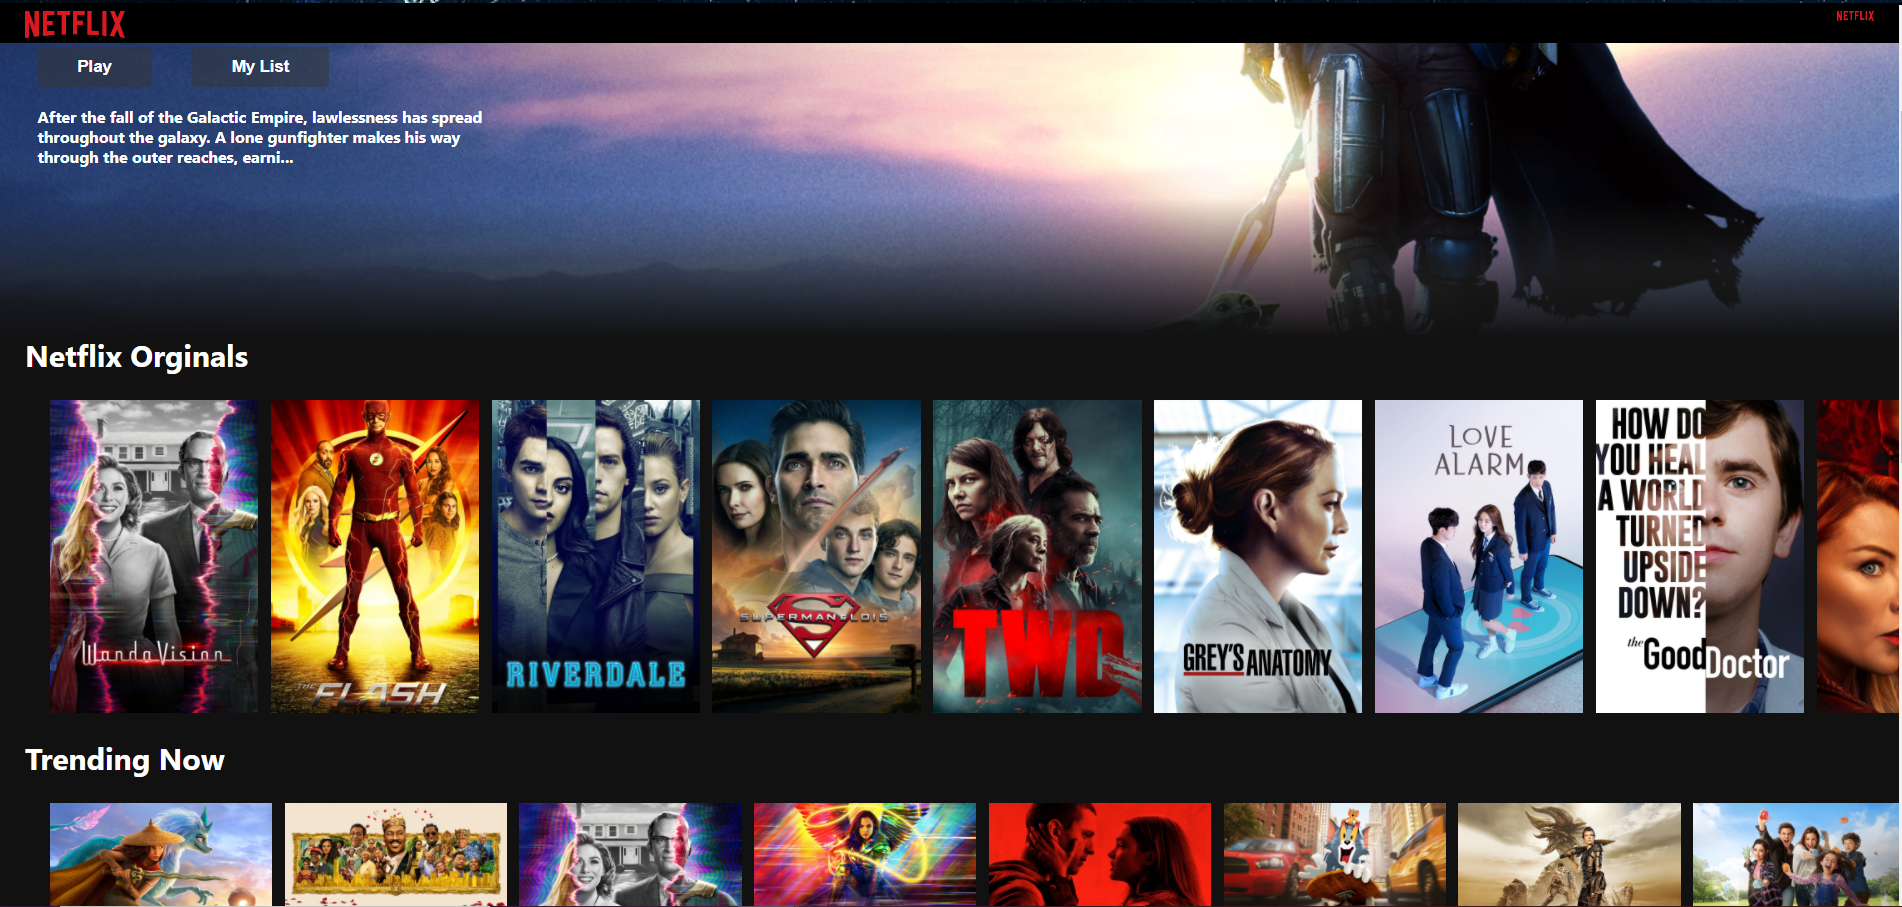 NETFLIX
NETFLIX
Play
My List
After the fall of the Galactic Empire, lawlessness has spread
throughout the galaxy. A lone gunfighter makes his way
through the outer reaches, earni...
Netflix Orginals
WandaVision
THE
FLASH
RIVERDALE
SUPERMAN & LOIS
TWD
GREY'S ANATOMY
LOVE
ALARM
HOW DO
YOU HEAL
A WORLD
TURNED
UPSIDE
DOWN?
the Good Doctor
Trending Now